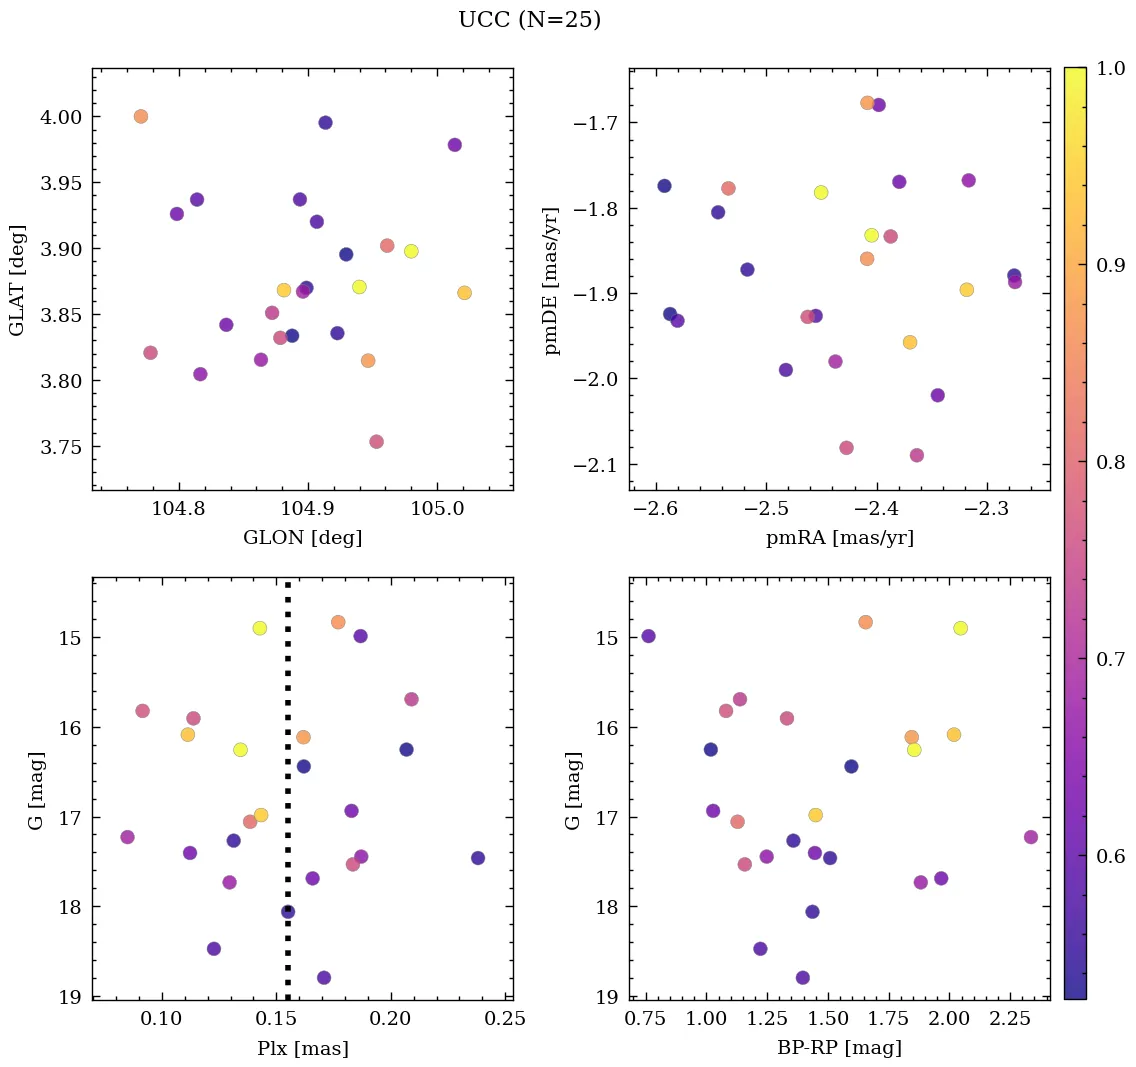 UCC (N=25)
4.00
3.95
3.90
3.85
3.80
3.75
GLAT [deg]
104.8 104.9 105.0
GLON [deg]
−1.7
−1.8
−1.9
−2.0
−2.1
pmDE [mas/yr]
−2.6 −2.5 −2.4 −2.3
pmRA [mas/yr]
15
16
17
18
19
G [mag]
0.10 0.15 0.20 0.25
Plx [mas]
15
16
17
18
19
G [mag]
0.75 1.00 1.25 1.50 1.75 2.00 2.25
BP-RP [mag]
1.0
0.9
0.8
0.7
0.6